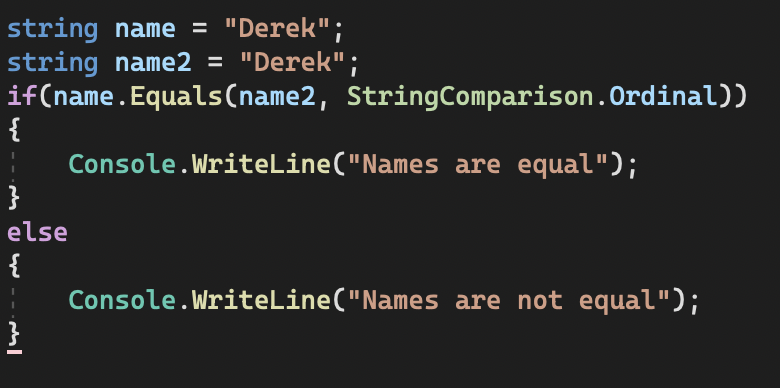 string name = "Derek";
string name2 = "Derek";
if(name.Equals(name2, StringComparison.Ordinal))
{
    Console.WriteLine("Names are equal");
}
else
{
    Console.WriteLine("Names are not equal");
}